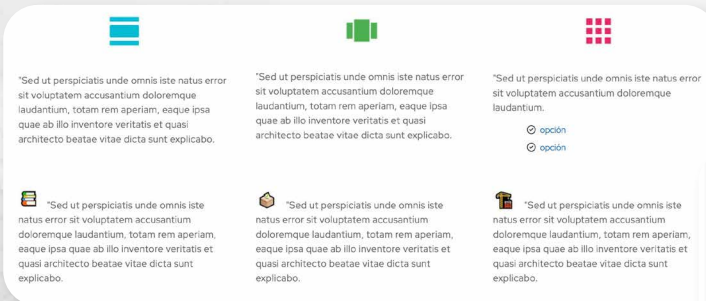 "Sed ut perspiciatis unde omnis iste natus error
sit voluptatem accusantium doloremque
laudantium, totam rem aperiam, eaque ipsa
quae ab illo inventore veritatis et quasi
architecto beatae vitae dicta sunt explicabo.
"Sed ut perspiciatis unde omnis iste natus error
sit voluptatem accusantium doloremque
laudantium, totam rem aperiam, eaque ipsa
quae ab illo inventore veritatis et quasi
architecto beatae vitae dicta sunt explicabo.
"Sed ut perspiciatis unde omnis iste natus error
sit voluptatem accusantium doloremque
laudantium.
opción
opción
"Sed ut perspiciatis unde omnis iste
natus error sit voluptatem accusantium
doloremque laudantium, totam rem aperiam,
eaque ipsa quae ab illo inventore veritatis et
quasi architecto beatae vitae dicta sunt
explicabo.
"Sed ut perspiciatis unde omnis iste
natus error sit voluptatem accusantium
doloremque laudantium, totam rem aperiam,
eaque ipsa quae ab illo inventore veritatis et
quasi architecto beatae vitae dicta sunt
explicabo.
"Sed ut perspiciatis unde omnis iste
natus error sit voluptatem accusantium
doloremque laudantium, totam rem aperiam,
eaque ipsa quae ab illo inventore veritatis et
quasi architecto beatae vitae dicta sunt
explicabo.